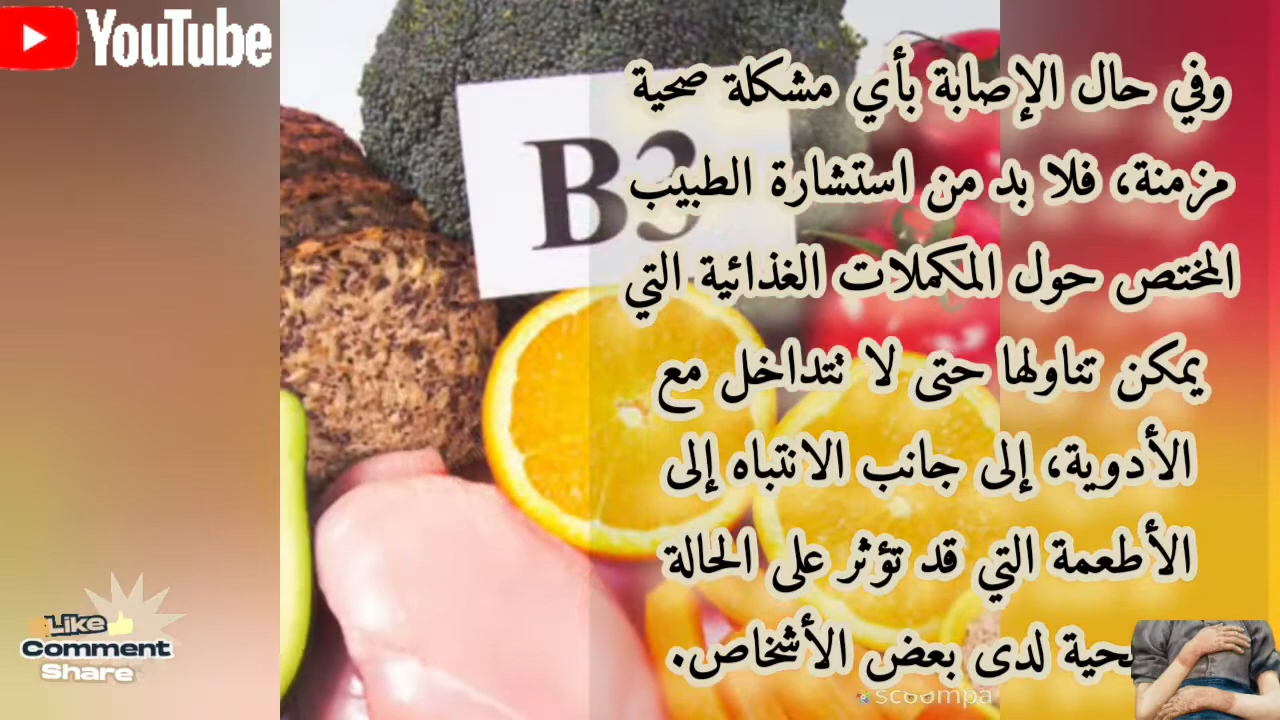 YouTube
B3
وفي حال الإصابة بأي مشكلة صحية
مزمنة، فلا بد من استشارة الطبيب
المختص حول المكملات الغذائية التي
يمكن تناولها حتى لا تتداخل مع
الأدوية، إلى جانب الانتباه إلى
الأطعمة التي قد تؤثر على الحالة
لدى بعض الأشخاص.
Like
Comment
Share
scoompa